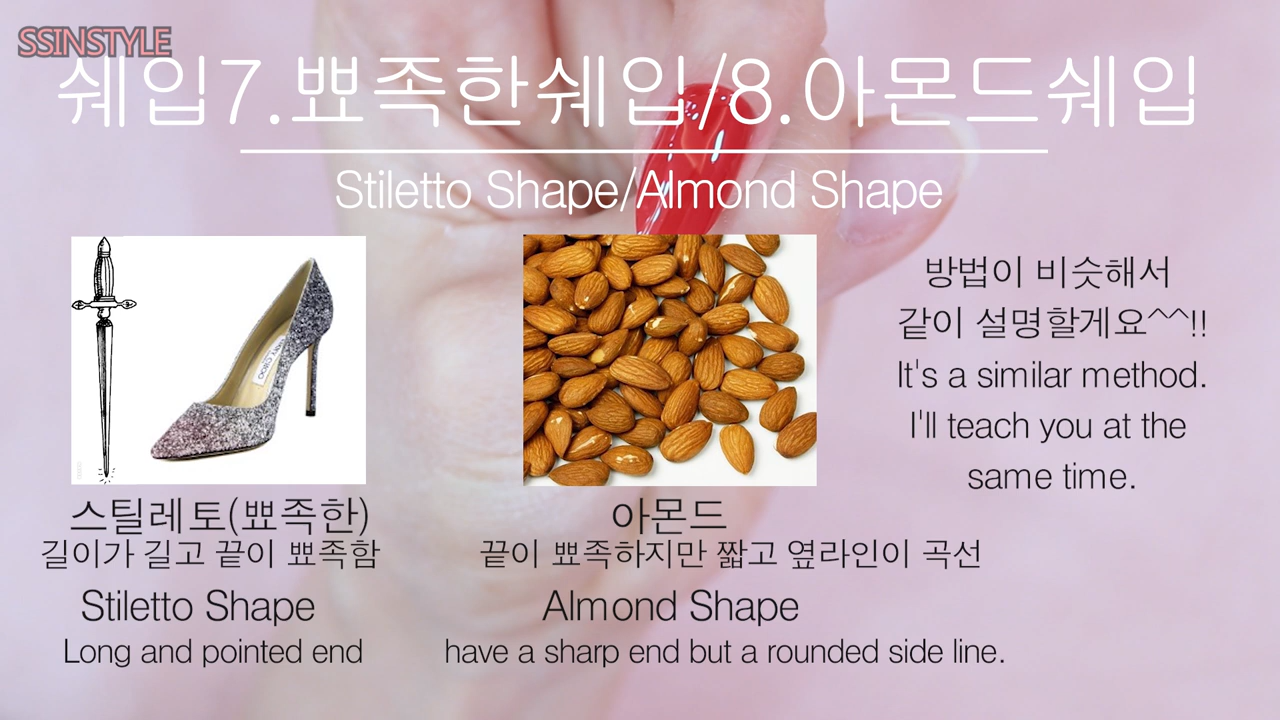 SSINSTYLE
쉐입7.뾰족한쉐입/8.아몬드쉐입
Stiletto Shape/Almond Shape
스틸레토(뾰족한)
길이가 길고 끝이 뾰족함
Stiletto Shape
Long and pointed end
아몬드
끝이 뾰족하지만 짧고 옆라인이 곡선
Almond Shape
have a sharp end but a rounded side line.
방법이 비슷해서
같이 설명할게요^^!!
It's a similar method.
I'll teach you at the
same time.